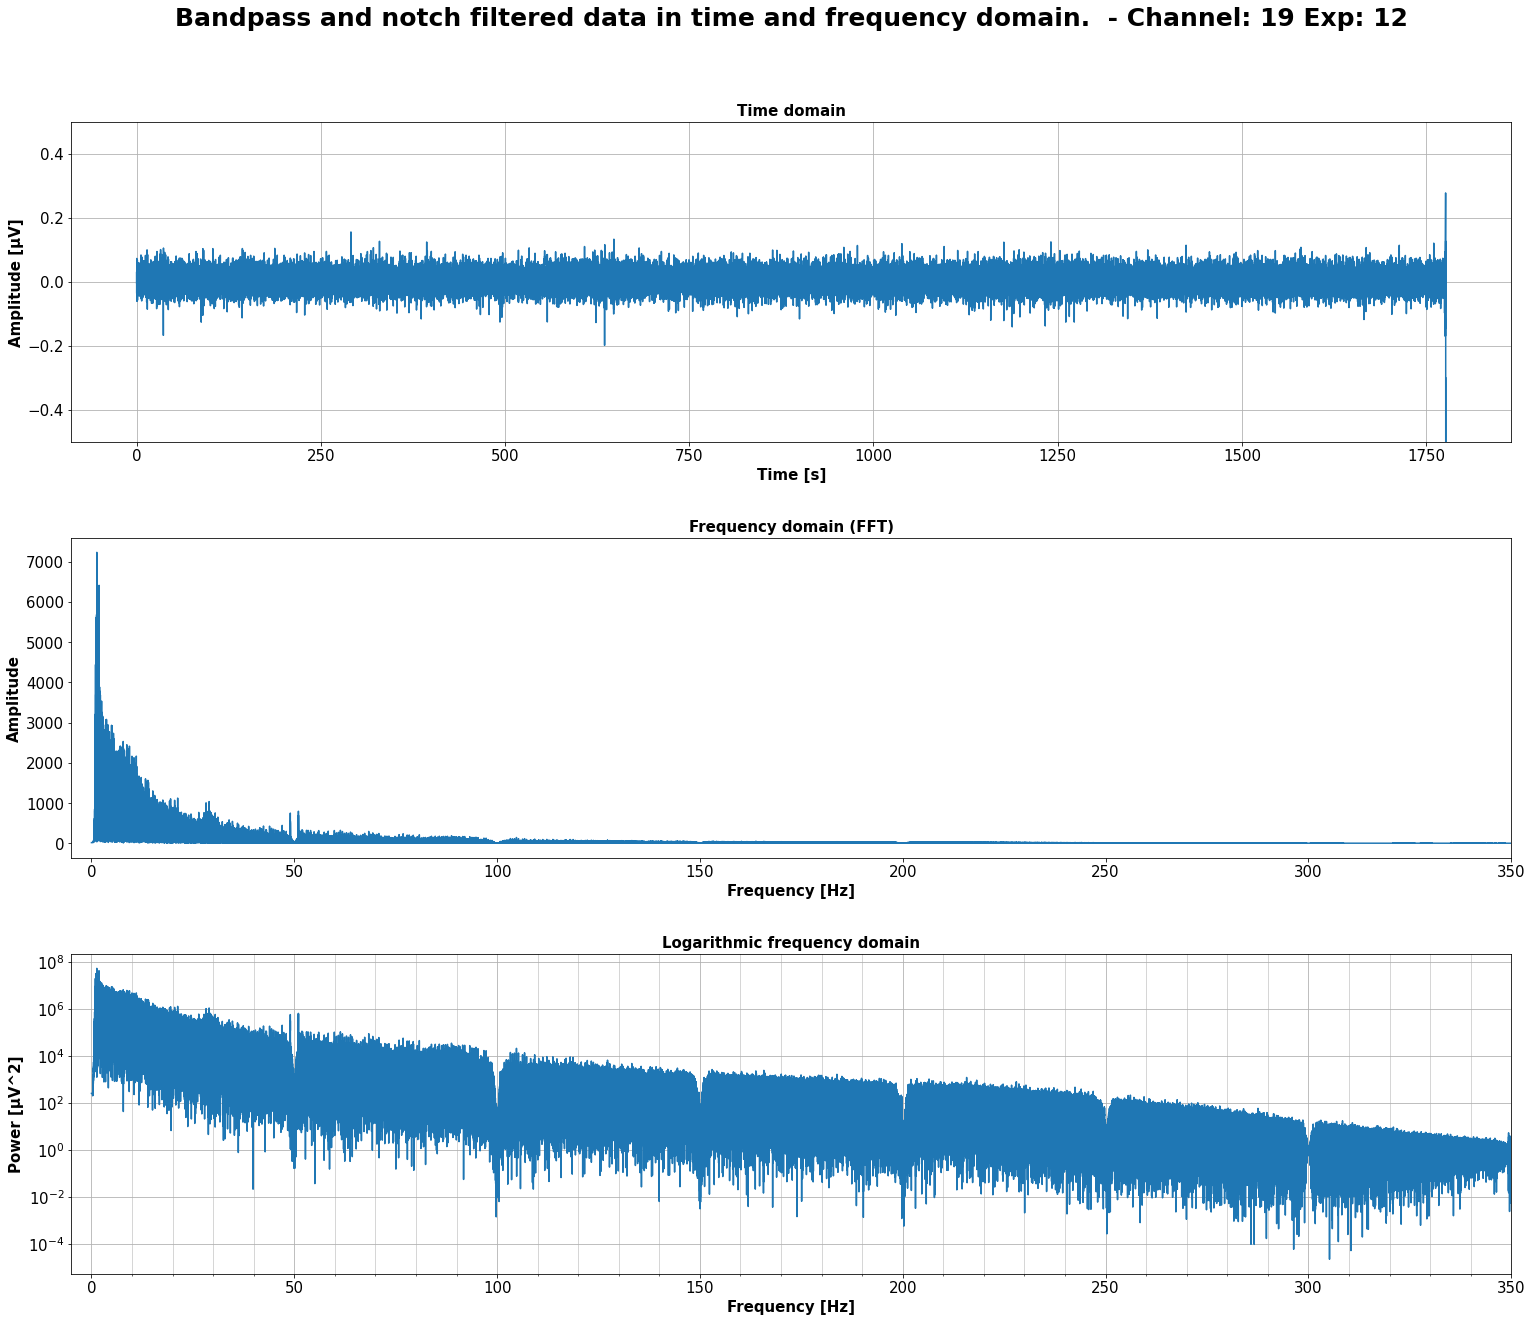 Bandpass and notch filtered data in time and frequency domain.  - Channel: 19 Exp: 12
Time domain
Amplitude [µV]
0.4
0.2
0.0
−0.2
−0.4
0 250 500 750 1000 1250 1500 1750
Time [s]
Frequency domain (FFT)
Amplitude
7000
6000
5000
4000
3000
2000
1000
0
0 50 100 150 200 250 300 350
Frequency [Hz]
Logarithmic frequency domain
Power [µV^2]
10^8
10^6
10^4
10^2
10^0
10^−2
10^−4
0 50 100 150 200 250 300 350
Frequency [Hz]